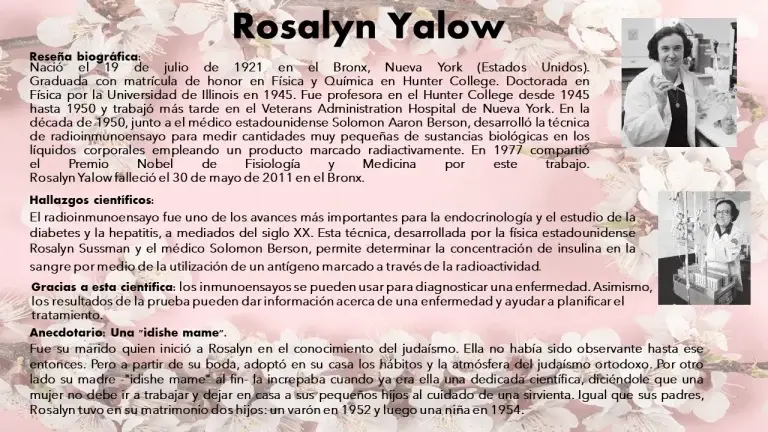 Rosalyn Yalow
Reseña biográfica:
Nació el 19 de julio de 1921 en el Bronx, Nueva York (Estados Unidos).
Graduada con matrícula de honor en Física y Química en Hunter College. Doctorada en
Física por la Universidad de Illinois en 1945. Fue profesora en el Hunter College desde 1945
hasta 1950 y trabajó más tarde en el Veterans Administration Hospital de Nueva York. En la
década de 1950, junto a el médico estadounidense Solomon Aaron Berson, desarrolló la técnica
de radioinmunoensayo para medir cantidades muy pequeñas de sustancias biológicas en los
líquidos corporales empleando un producto marcado radiactivamente. En 1977 compartió
el Premio Nobel de Fisiología y Medicina por este trabajo.
Rosalyn Yalow falleció el 30 de mayo de 2011 en el Bronx.
Hallazgos científicos:
El radioinmunoensayo fue uno de los avances más importantes para la endocrinología y el estudio de la
diabetes y la hepatitis, a mediados del siglo XX. Esta técnica, desarrollada por la física estadounidense
Rosalyn Sussman y el médico Solomon Berson, permite determinar la concentración de insulina en la
sangre por medio de la utilización de un antígeno marcado a través de la radioactividad.
Gracias a esta científica: los inmunoensayos se pueden usar para diagnosticar una enfermedad. Asimismo,
los resultados de la prueba pueden dar información acerca de una enfermedad y ayudar a planificar el
tratamiento.
Anecdotario: Una "idishe mame".
Fue su marido quien inició a Rosalyn en el conocimiento del judaísmo. Ella no había sido observante hasta ese
entonces. Pero a partir de su boda, adoptó en su casa los hábitos y la atmósfera del judaísmo ortodoxo. Por otro
lado su madre -"idishe mame" al fin- la increpaba cuando ya era ella una dedicada científica, diciéndole que una
mujer no debe ir a trabajar y dejar en casa a sus pequeños hijos al cuidado de una sirvienta. Igual que sus padres,
Rosalyn tuvo en su matrimonio dos hijos: un varón en 1952 y luego una niña en 1954.